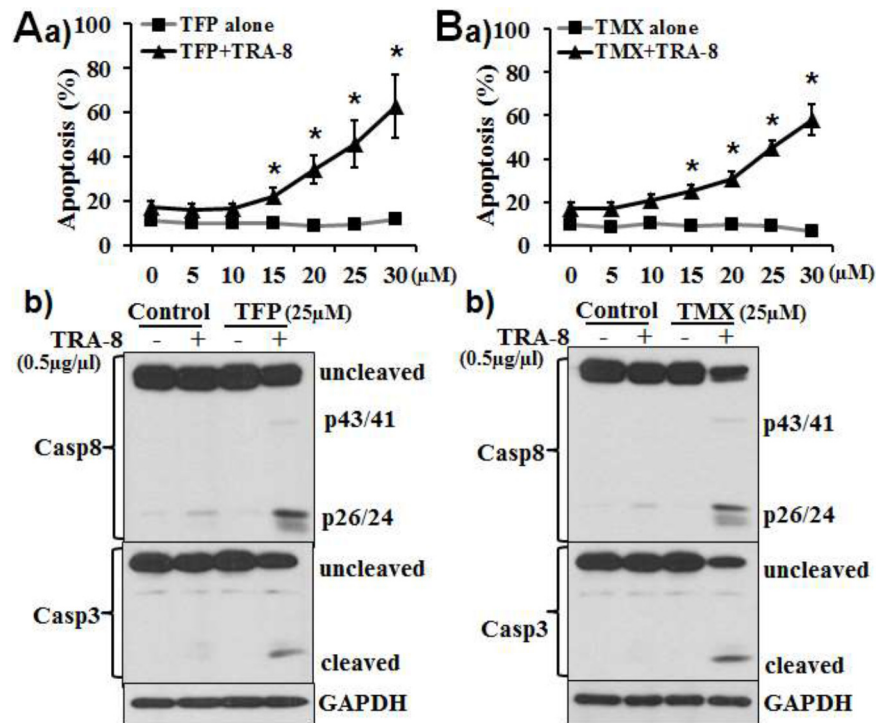 Aa)
TFP alone
TFP+TRA-8
Apoptosis (%)
100
80
60
40
20
0
* * * *
0 5 10 15 20 25 30 (µM)
b)
Control TFP (25µM)
TRA-8 - + - +
(0.5µg/µl)
uncleaved
p43/41
Casp8
p26/24
uncleaved
Casp3
cleaved
GAPDH
Ba)
TMX alone
TMX+TRA-8
Apoptosis (%)
100
80
60
40
20
0
* * * *
0 5 10 15 20 25 30 (µM)
b)
Control TMX (25µM)
TRA-8 - + - +
(0.5µg/µl)
uncleaved
p43/41
Casp8
p26/24
uncleaved
Casp3
cleaved
GAPDH